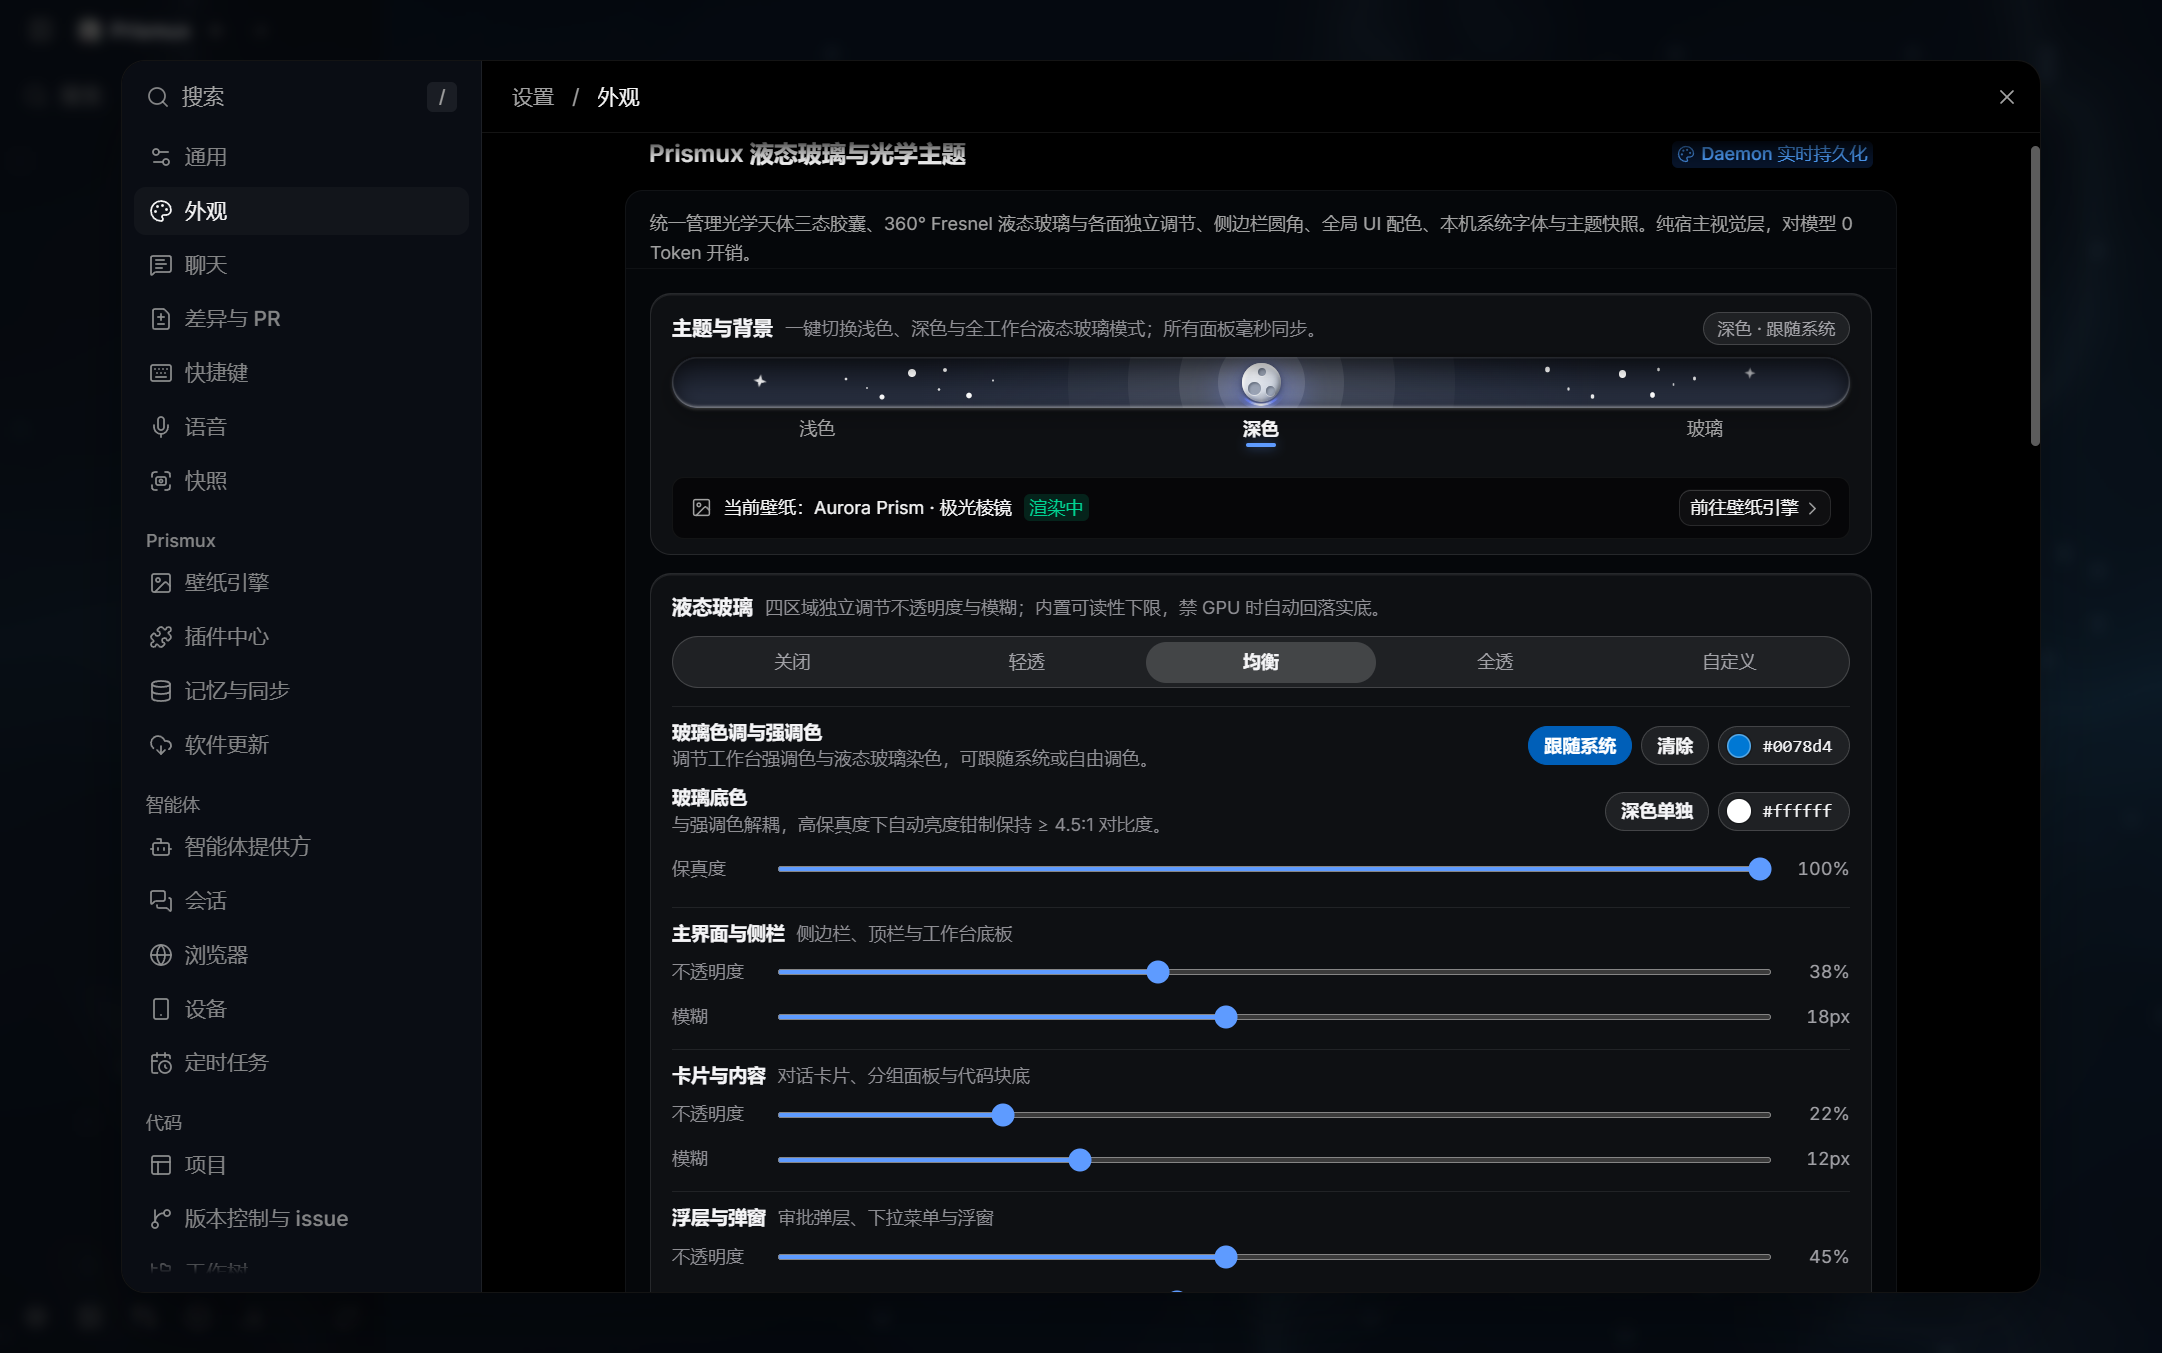 Prismux
搜索
/
通用
外观
聊天
差异与 PR
快捷键
语音
快照
Prismux
壁纸引擎
插件中心
记忆与同步
软件更新
智能体
智能体提供方
会话
浏览器
设备
定时任务
代码
项目
版本控制与 issue
工作树
设置 / 外观
Prismux 液态玻璃与光学主题
Daemon 实时持久化
统一管理光学天体三态胶囊、360° Fresnel 液态玻璃与各面独立调节、侧边栏圆角、全局 UI 配色、本机系统字体与主题快照。纯宿主视觉层，对模型 0
Token 开销。
主题与背景 一键切换浅色、深色与全工作台液态玻璃模式；所有面板毫秒同步。
深色 · 跟随系统
浅色
深色
玻璃
当前壁纸：Aurora Prism · 极光棱镜 渲染中
前往壁纸引擎
液态玻璃 四区域独立调节不透明度与模糊；内置可读性下限，禁 GPU 时自动回落实底。
关闭
轻透
均衡
全透
自定义
玻璃色调与强调色
调节工作台强调色与液态玻璃染色，可跟随系统或自由调色。
跟随系统
清除
#0078d4
玻璃底色
与强调色解耦，高保真度下自动亮度钳制保持 ≥ 4.5:1 对比度。
深色单独
#ffffff
保真度 100%
主界面与侧栏 侧边栏、顶栏与工作台底板
不透明度 38%
模糊 18px
卡片与内容 对话卡片、分组面板与代码块底
不透明度 22%
模糊 12px
浮层与弹窗 审批弹层、下拉菜单与浮窗
不透明度 45%